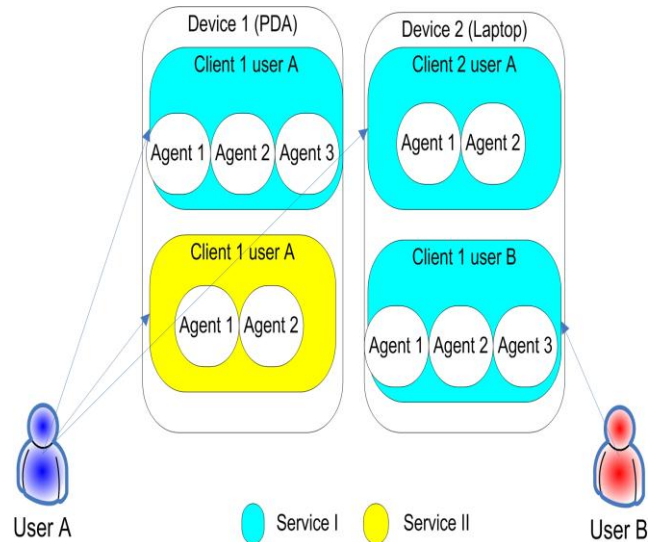 Device 1 (PDA)
Client 1 user A
Agent 1
Agent 2
Agent 3
Client 1 user A
Agent 1
Agent 2
Device 2 (Laptop)
Client 2 user A
Agent 1
Agent 2
Client 1 user B
Agent 1
Agent 2
Agent 3
User A
Service I
Service II
User B